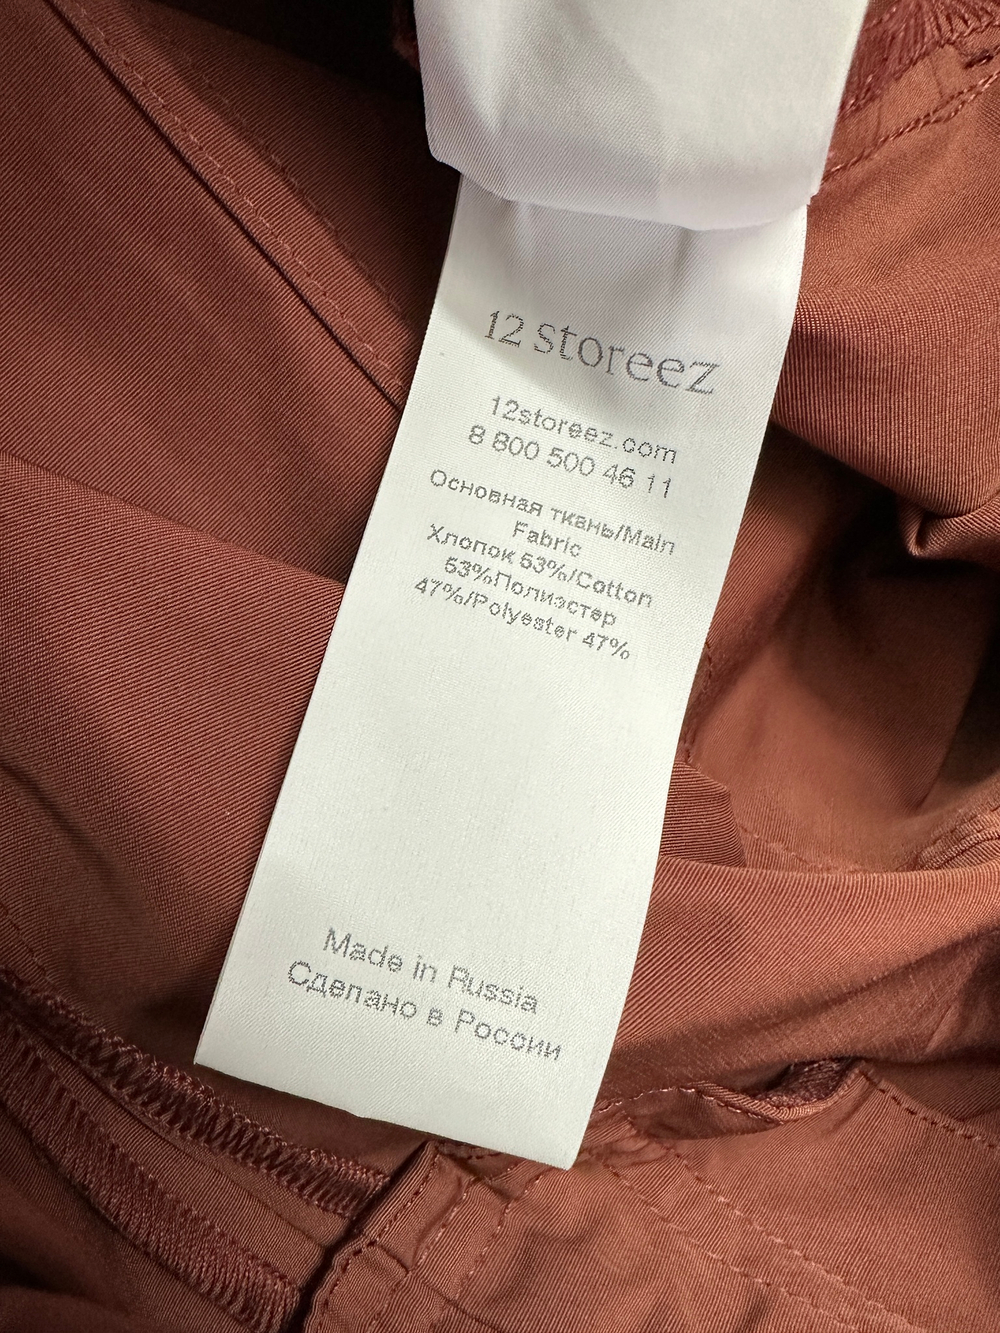 12 storeez
12storeez.com
8 800 500 46 11
Основная ткань/Main
Fabric
Хлопок 53%/Cotton
53%Полиэстер
47%/Polyester 47%
Made in Russia
Сделано в России